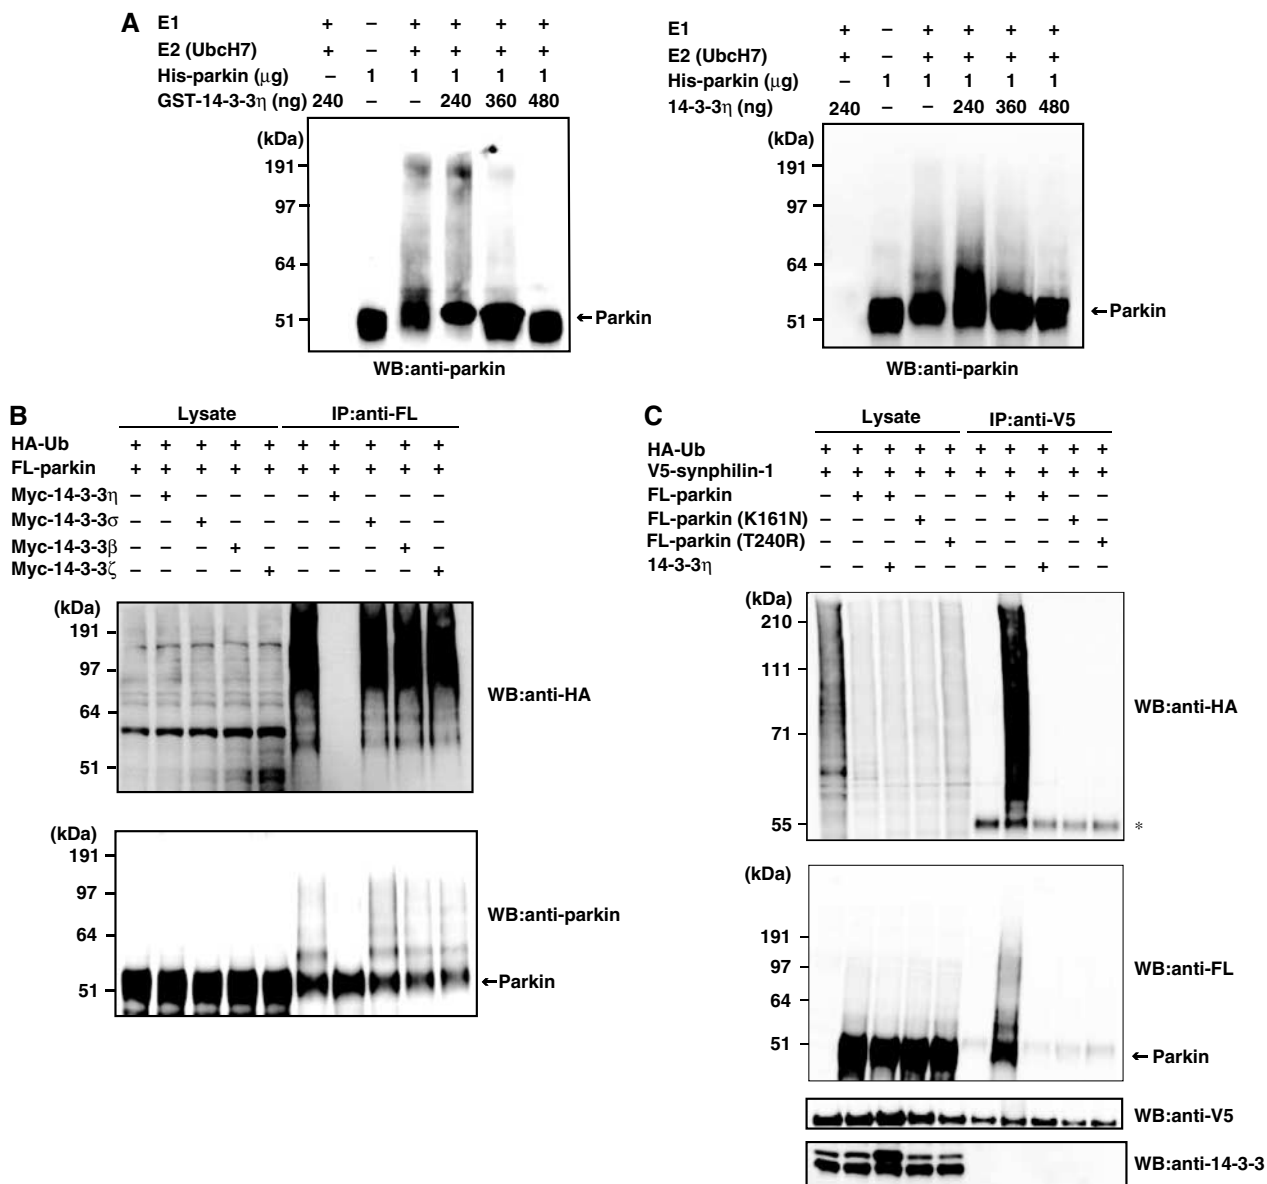 A
E1 + – + + + +
E2 (UbcH7) + – + + + +
His-parkin (μg) – 1 1 1 1 1
GST-14-3-3η (ng) 240 – – 240 360 480
(kDa)
191
97
64
51
←Parkin
WB:anti-parkin
E1 + – + + + +
E2 (UbcH7) + – + + + +
His-parkin (μg) – 1 1 1 1 1
14-3-3η (ng) 240 – – 240 360 480
(kDa)
191
97
64
51
←Parkin
WB:anti-parkin
B
Lysate IP:anti-FL
HA-Ub + + + + + + + + + +
FL-parkin + + + + + + + + + +
Myc-14-3-3η – + – – – – + – – –
Myc-14-3-3σ – – + – – – – + – –
Myc-14-3-3β – – – + – – – – + –
Myc-14-3-3ζ – – – – + – – – – +
(kDa)
191
97
64
51
WB:anti-HA
(kDa)
191
97
64
51
WB:anti-parkin
←Parkin
C
Lysate IP:anti-V5
HA-Ub + + + + + + + + + +
V5-synphilin-1 + + + + + + + + + +
FL-parkin – + + – – – + + – –
FL-parkin (K161N) – – – + – – – – + –
FL-parkin (T240R) – – – – + – – – – +
14-3-3η – – + – – – – + – –
(kDa)
210
111
71
55
WB:anti-HA
*
(kDa)
191
97
64
51
WB:anti-FL
← Parkin
WB:anti-V5
WB:anti-14-3-3